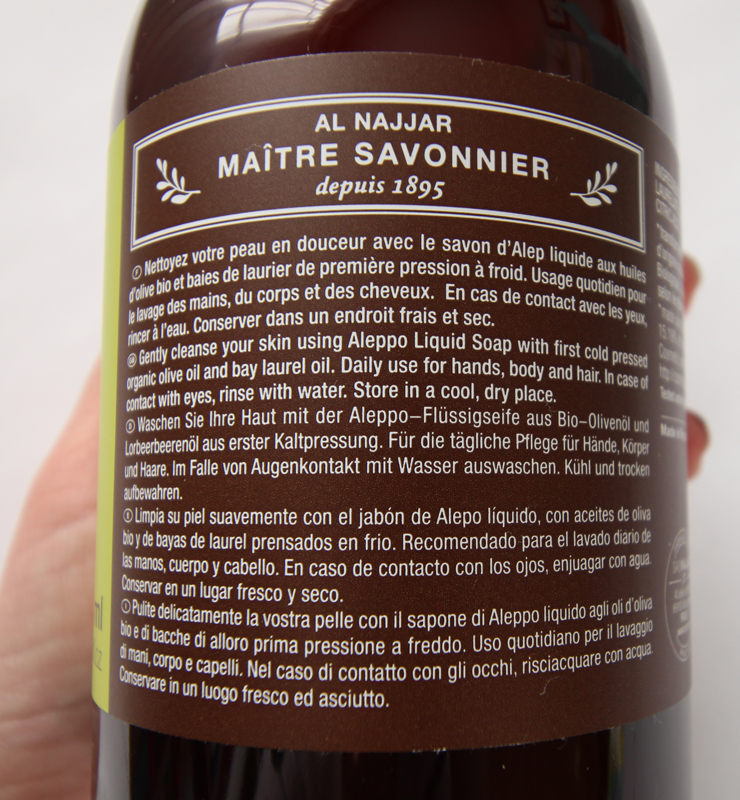 AL NAJJAR
MAÎTRE SAVONNIER
depuis 1895
F Nettoyez votre peau en douceur avec le savon d'Alep liquide aux huiles
d'olive bio et baies de laurier de première pression à froid. Usage quotidien pour
le lavage des mains, du corps et des cheveux. En cas de contact avec les yeux,
rincer à l'eau. Conserver dans un endroit frais et sec.
GB Gently cleanse your skin using Aleppo Liquid Soap with first cold pressed
organic olive oil and bay laurel oil. Daily use for hands, body and hair. In case of
contact with eyes, rinse with water. Store in a cool, dry place.
D Waschen Sie Ihre Haut mit der Aleppo–Flüssigseife aus Bio–Olivenöl und
Lorbeerbeerenöl aus erster Kaltpressung. Für die tägliche Pflege für Hände, Körper
und Haare. Im Falle von Augenkontakt mit Wasser auswaschen. Kühl und trocken
aufbewahren.
E Limpia su piel suavemente con el jabón de Alepo líquido, con aceites de oliva
bio y de bayas de laurel prensados en frio. Recomendado para el lavado diario de
las manos, cuerpo y cabello. En caso de contacto con los ojos, enjuagar con agua.
Conservar en un lugar fresco y seco.
I Pulite delicatamente la vostra pelle con il sapone di Aleppo liquido agli oli d'oliva
bio e di bacche di alloro prima pressione a freddo. Uso quotidiano per il lavaggio
di mani, corpo e capelli. Nel caso di contatto con gli occhi, risciacquare con acqua.
Conservare in un luogo fresco ed asciutto.
ml